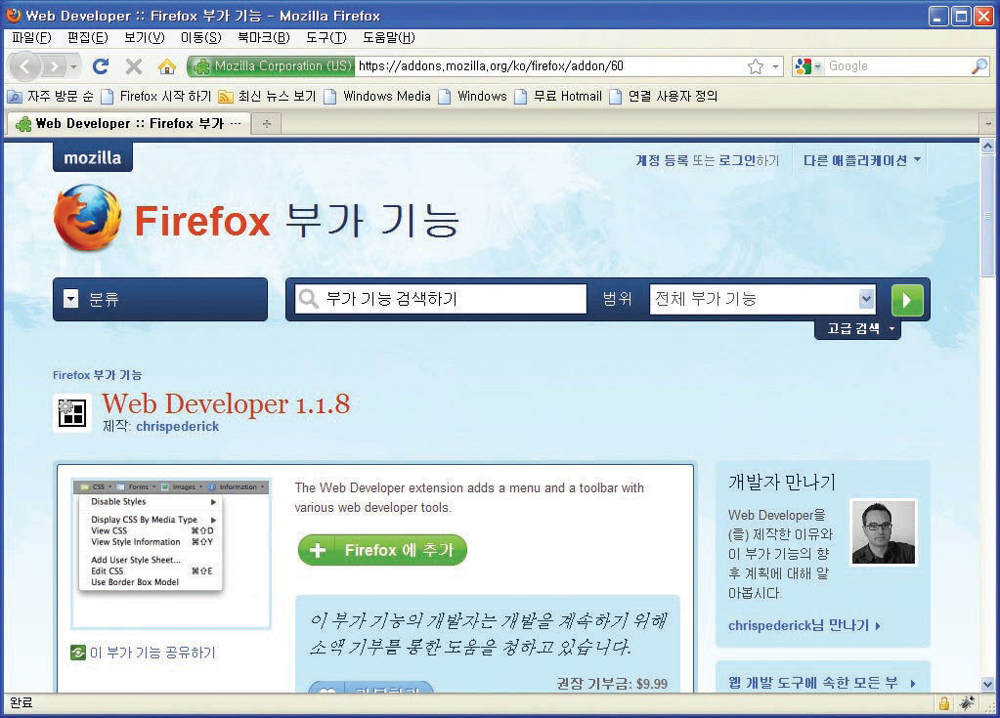 Web Developer :: Firefox 부가 기능 - Mozilla Firefox
파일(F) 편집(E) 보기(V) 이동(S) 북마크(B) 도구(T) 도움말(H)
Mozilla Corporation (US) https://addons.mozilla.org/ko/firefox/addon/60 Google
자주 방문 순 Firefox 시작 하기 최신 뉴스 보기 Windows Media Windows 무료 Hotmail 연결 사용자 정의
Web Developer :: Firefox 부가 ...
mozilla 계정 등록 또는 로그인하기 다른 애플리케이션
Firefox 부가 기능
분류 부가 기능 검색하기 범위 전체 부가 기능
고급 검색
Firefox 부가 기능
Web Developer 1.1.8
제작: chrispederick
CSS Forms Images Information
Disable Styles
Display CSS By Media Type
View CSS ⌘⇧D
View Style Information ⌘⇧Y
Add User Style Sheet...
Edit CSS ⌘⇧E
Use Border Box Model
이 부가 기능 공유하기
The Web Developer extension adds a menu and a toolbar with
various web developer tools.
Firefox 에 추가
이 부가 기능의 개발자는 개발을 계속하기 위해
소액 기부를 통한 도움을 청하고 있습니다.
권장 기부금: $9.99
개발자 만나기
Web Developer을
(를) 제작한 이유와
이 부가 기능의 향
후 계획에 대해 알
아봅시다.
chrispederick님 만나기
웹 개발 도구에 속한 모든 부
완료